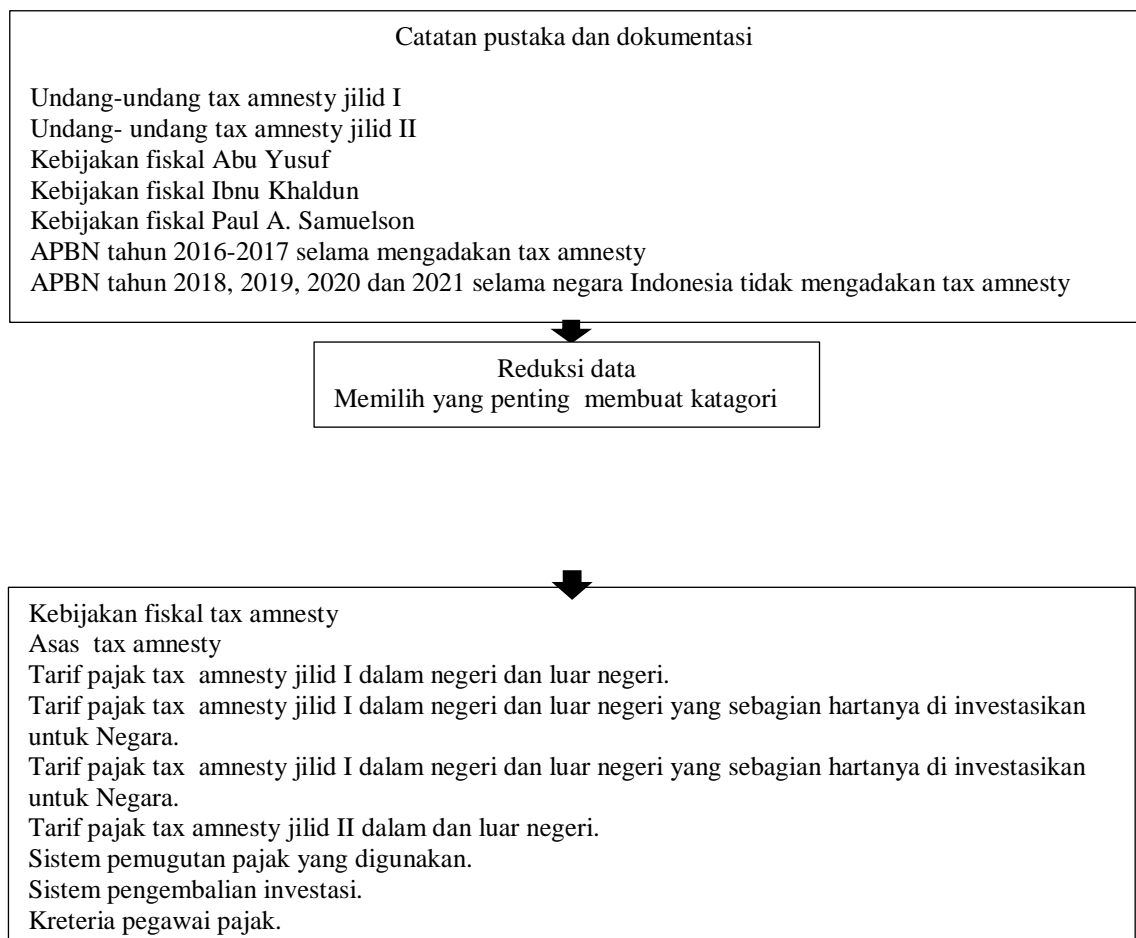 Catatan pustaka dan dokumentasi
Undang-undang tax amnesty jilid I
Undang- undang tax amnesty jilid II
Kebijakan fiskal Abu Yusuf
Kebijakan fiskal Ibnu Khaldun
Kebijakan fiskal Paul A. Samuelson
APBN tahun 2016-2017 selama mengadakan tax amnesty
APBN tahun 2018, 2019, 2020 dan 2021 selama negara Indonesia tidak mengadakan tax amnesty
Reduksi data
Memilih yang penting  membuat katagori
Kebijakan fiskal tax amnesty
Asas  tax amnesty
Tarif pajak tax  amnesty jilid I dalam negeri dan luar negeri.
Tarif pajak tax  amnesty jilid I dalam negeri dan luar negeri yang sebagian hartanya di investasikan
untuk Negara.
Tarif pajak tax  amnesty jilid I dalam negeri dan luar negeri yang sebagian hartanya di investasikan
untuk Negara.
Tarif pajak tax amnesty jilid II dalam dan luar negeri.
Sistem pemugutan pajak yang digunakan.
Sistem pengembalian investasi.
Kreteria pegawai pajak.